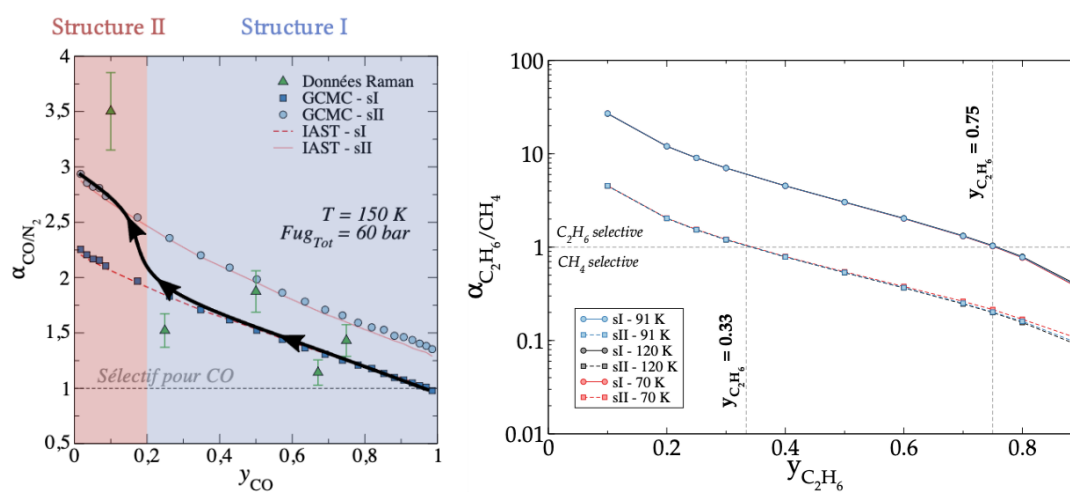 Structure II
Structure I
4
3,5
3
2,5
2
1,5
1
0,5
α_CO/N₂
Données Raman
GCMC - sI
GCMC - sII
IAST - sI
IAST - sII
T = 150 K
Fug_Tot = 60 bar
Sélectif pour CO
0 0,2 0,4 0,6 0,8 1
y_CO
100
10
1
0.1
0.01
α_C₂H₆/CH₄
C₂H₆ selective
CH₄ selective
sI - 91 K
sII - 91 K
sI - 120 K
sII - 120 K
sI - 70 K
sII - 70 K
y_C₂H₆ = 0.33
y_C₂H₆ = 0.75
0 0.2 0.4 0.6 0.8
y_C₂H₆